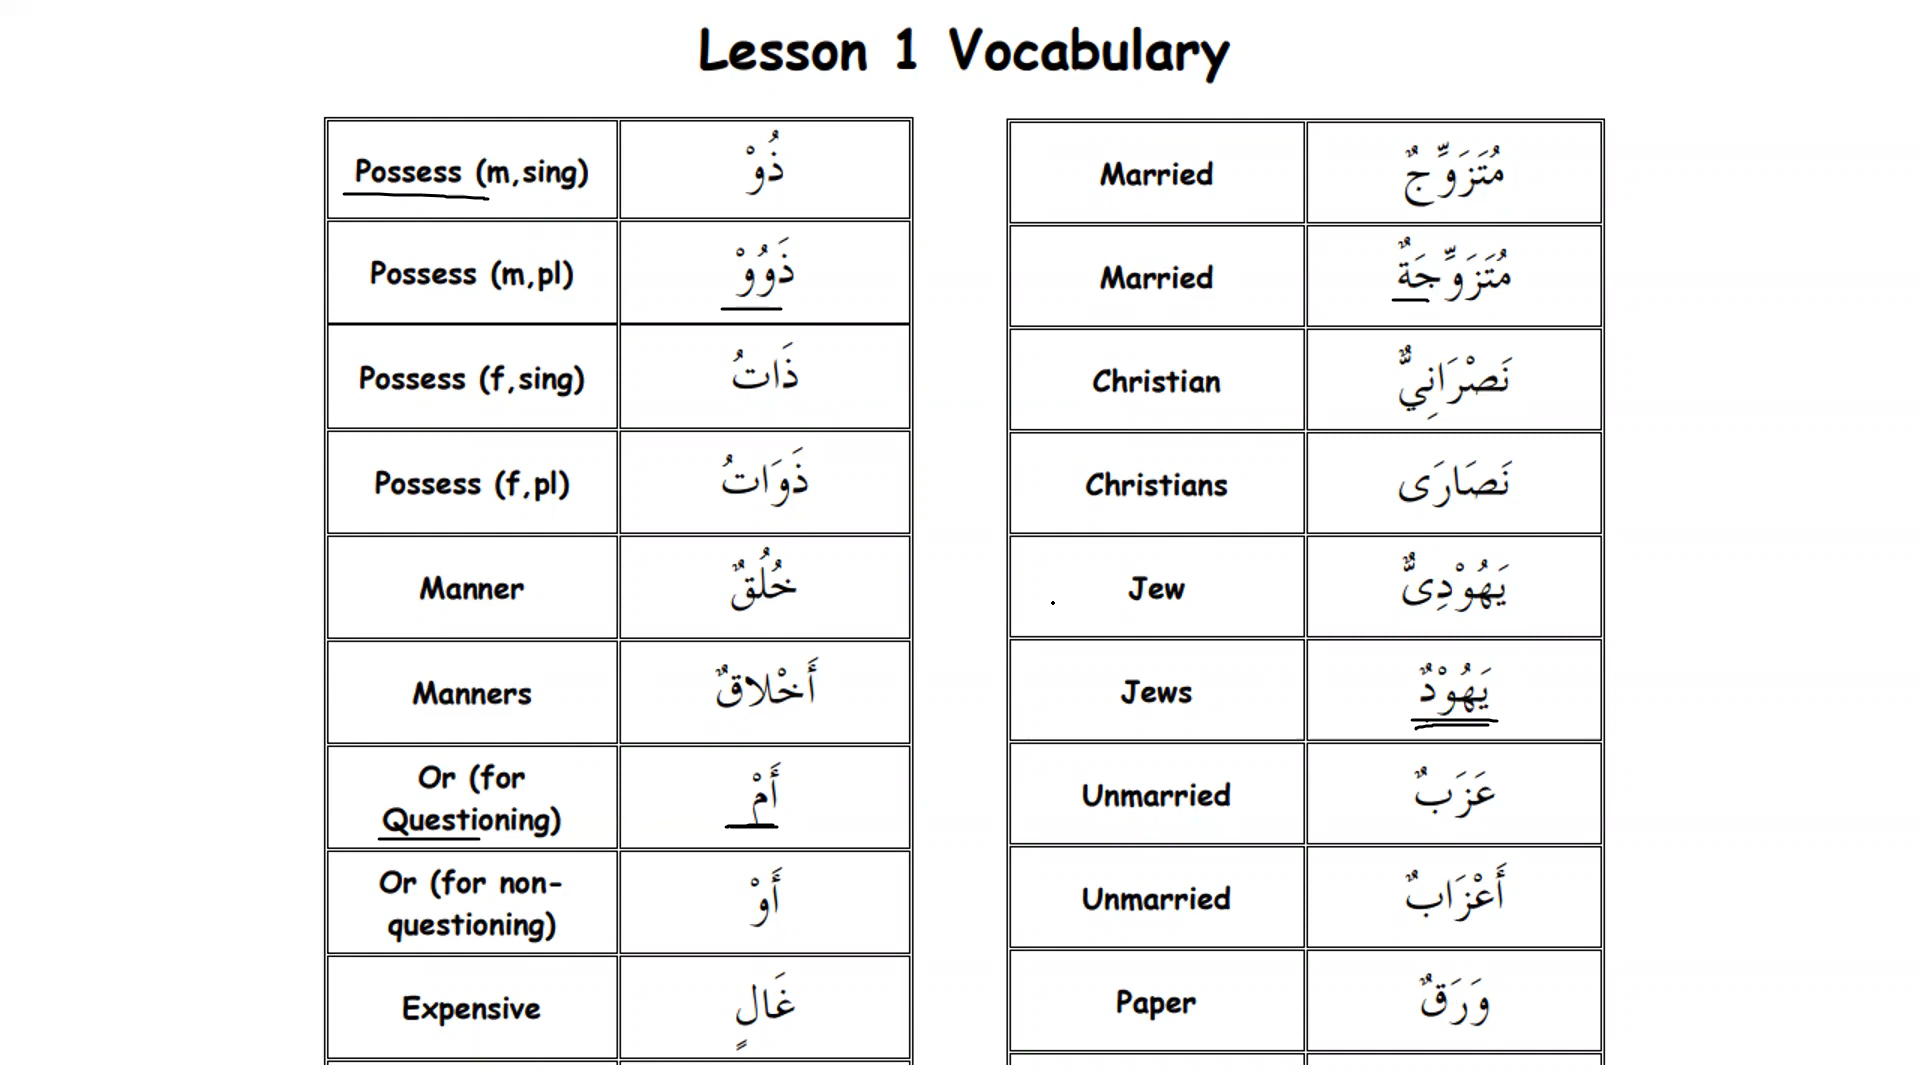 Lesson 1 Vocabulary
Possess (m,sing) ذُوْ
Possess (m,pl) ذَوُوْ
Possess (f,sing) ذَاتُ
Possess (f,pl) ذَوَاتُ
Manner خُلُقٌ
Manners أَخْلاقٌ
Or (for
Questioning) أَمْ
Or (for non-
questioning) أَوْ
Expensive غَالٍ
Married مُتَزَوِّجٌ
Married مُتَزَوِّجَةٌ
Christian نَصْرَانِيٌّ
Christians نَصَارَى
Jew يَهُوْدِىٌّ
Jews يَهُوْدٌ
Unmarried عَزَبٌ
Unmarried أَعْزَابٌ
Paper وَرَقٌ